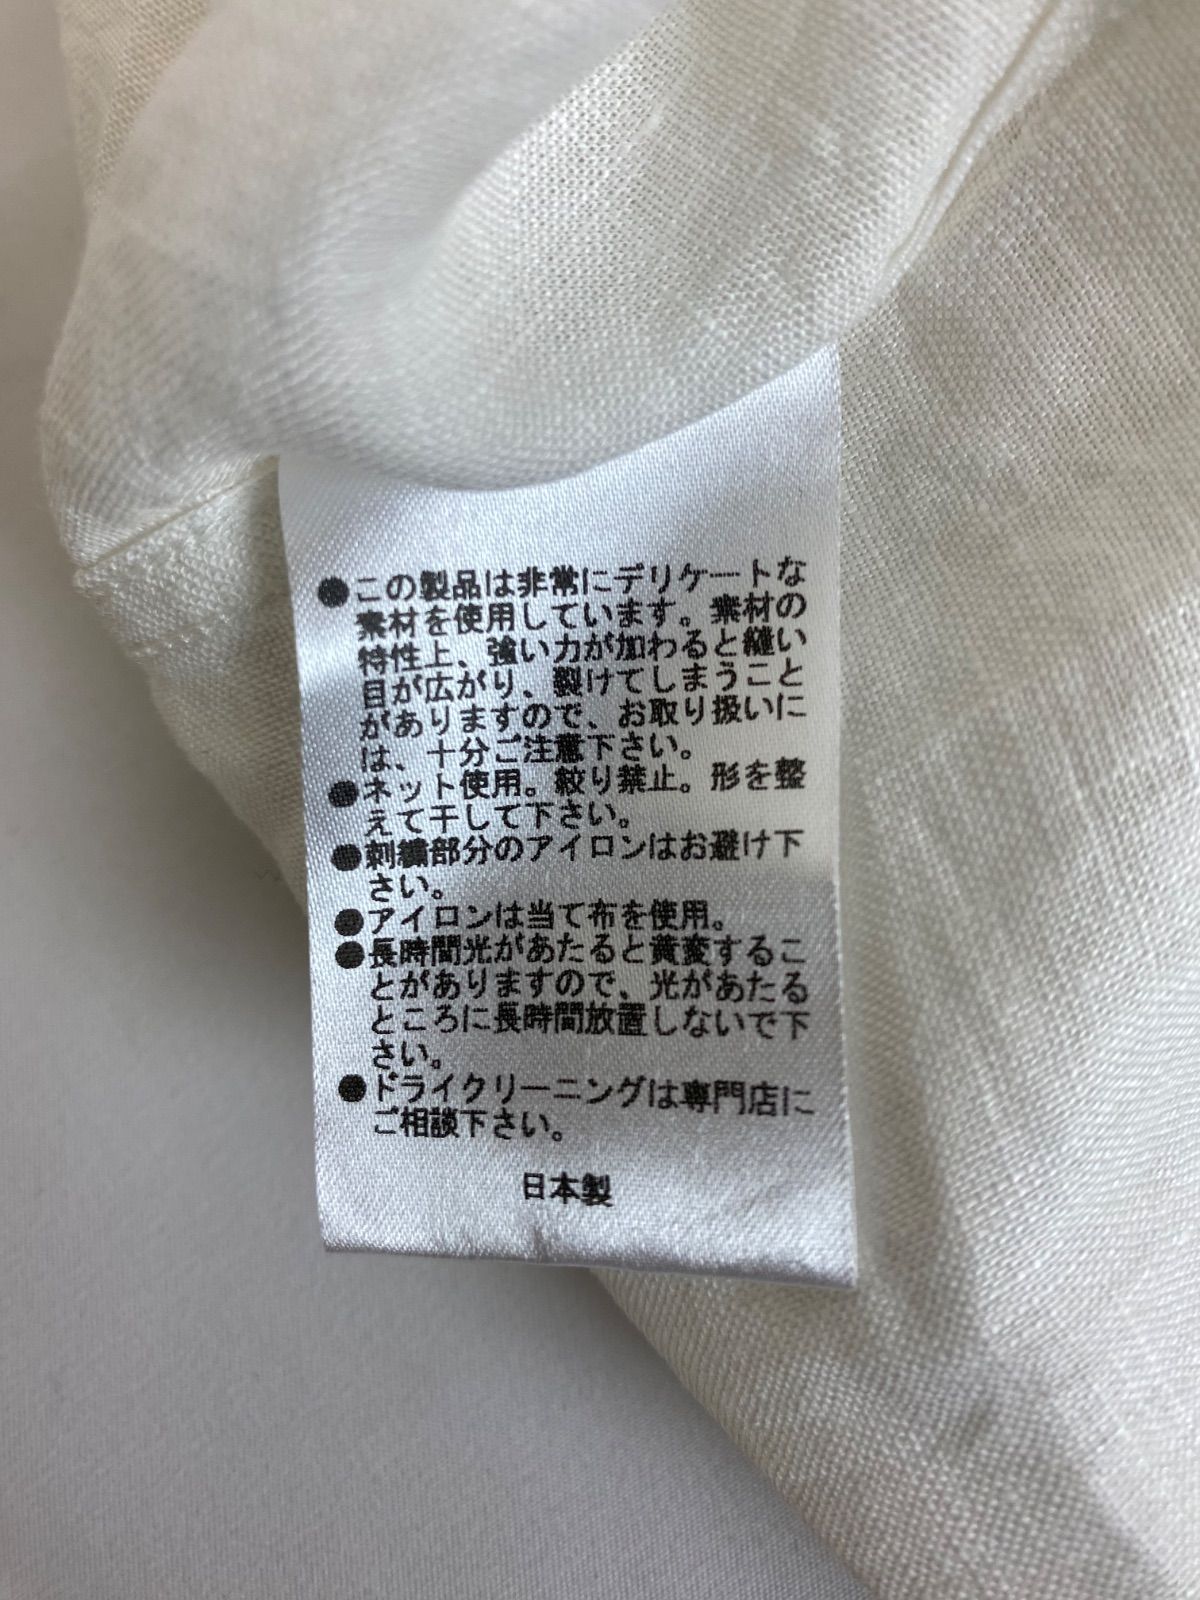 ●この製品は非常にデリケートな
素材を使用しています。素材の
特性上、強い力が加わると縫い
目が広がり、裂けてしまうこと
がありますので、お取り扱いに
は、十分ご注意下さい。
●ネット使用。絞り禁止。形を整
えて干して下さい。
●刺繍部分のアイロンはお避け下
さい。
●アイロンは当て布を使用。
●長時間光があたると黄変するこ
とがありますので、光があたる
ところに長時間放置しないで下
さい。
●ドライクリーニングは専門店に
ご相談下さい。
日本製